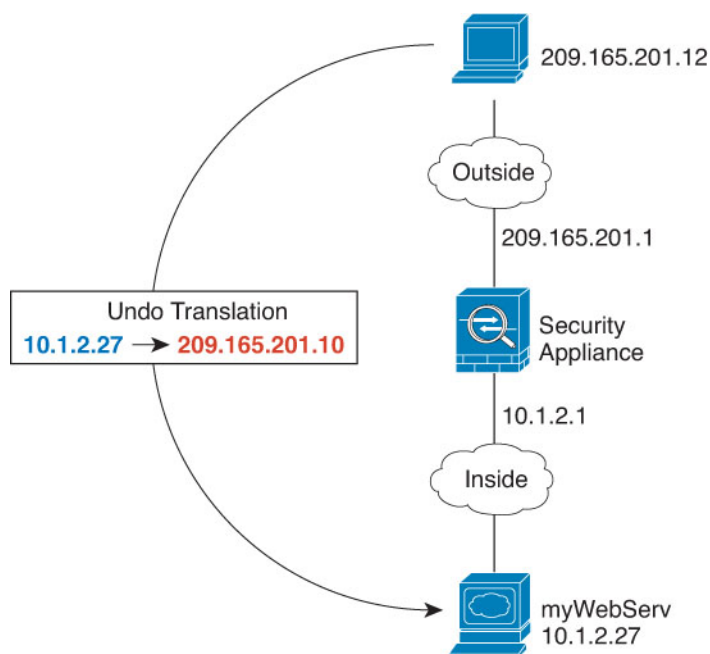 209.165.201.12
Outside
209.165.201.1
Undo Translation
10.1.2.27 → 209.165.201.10
Security
Appliance
10.1.2.1
Inside
myWebServ
10.1.2.27